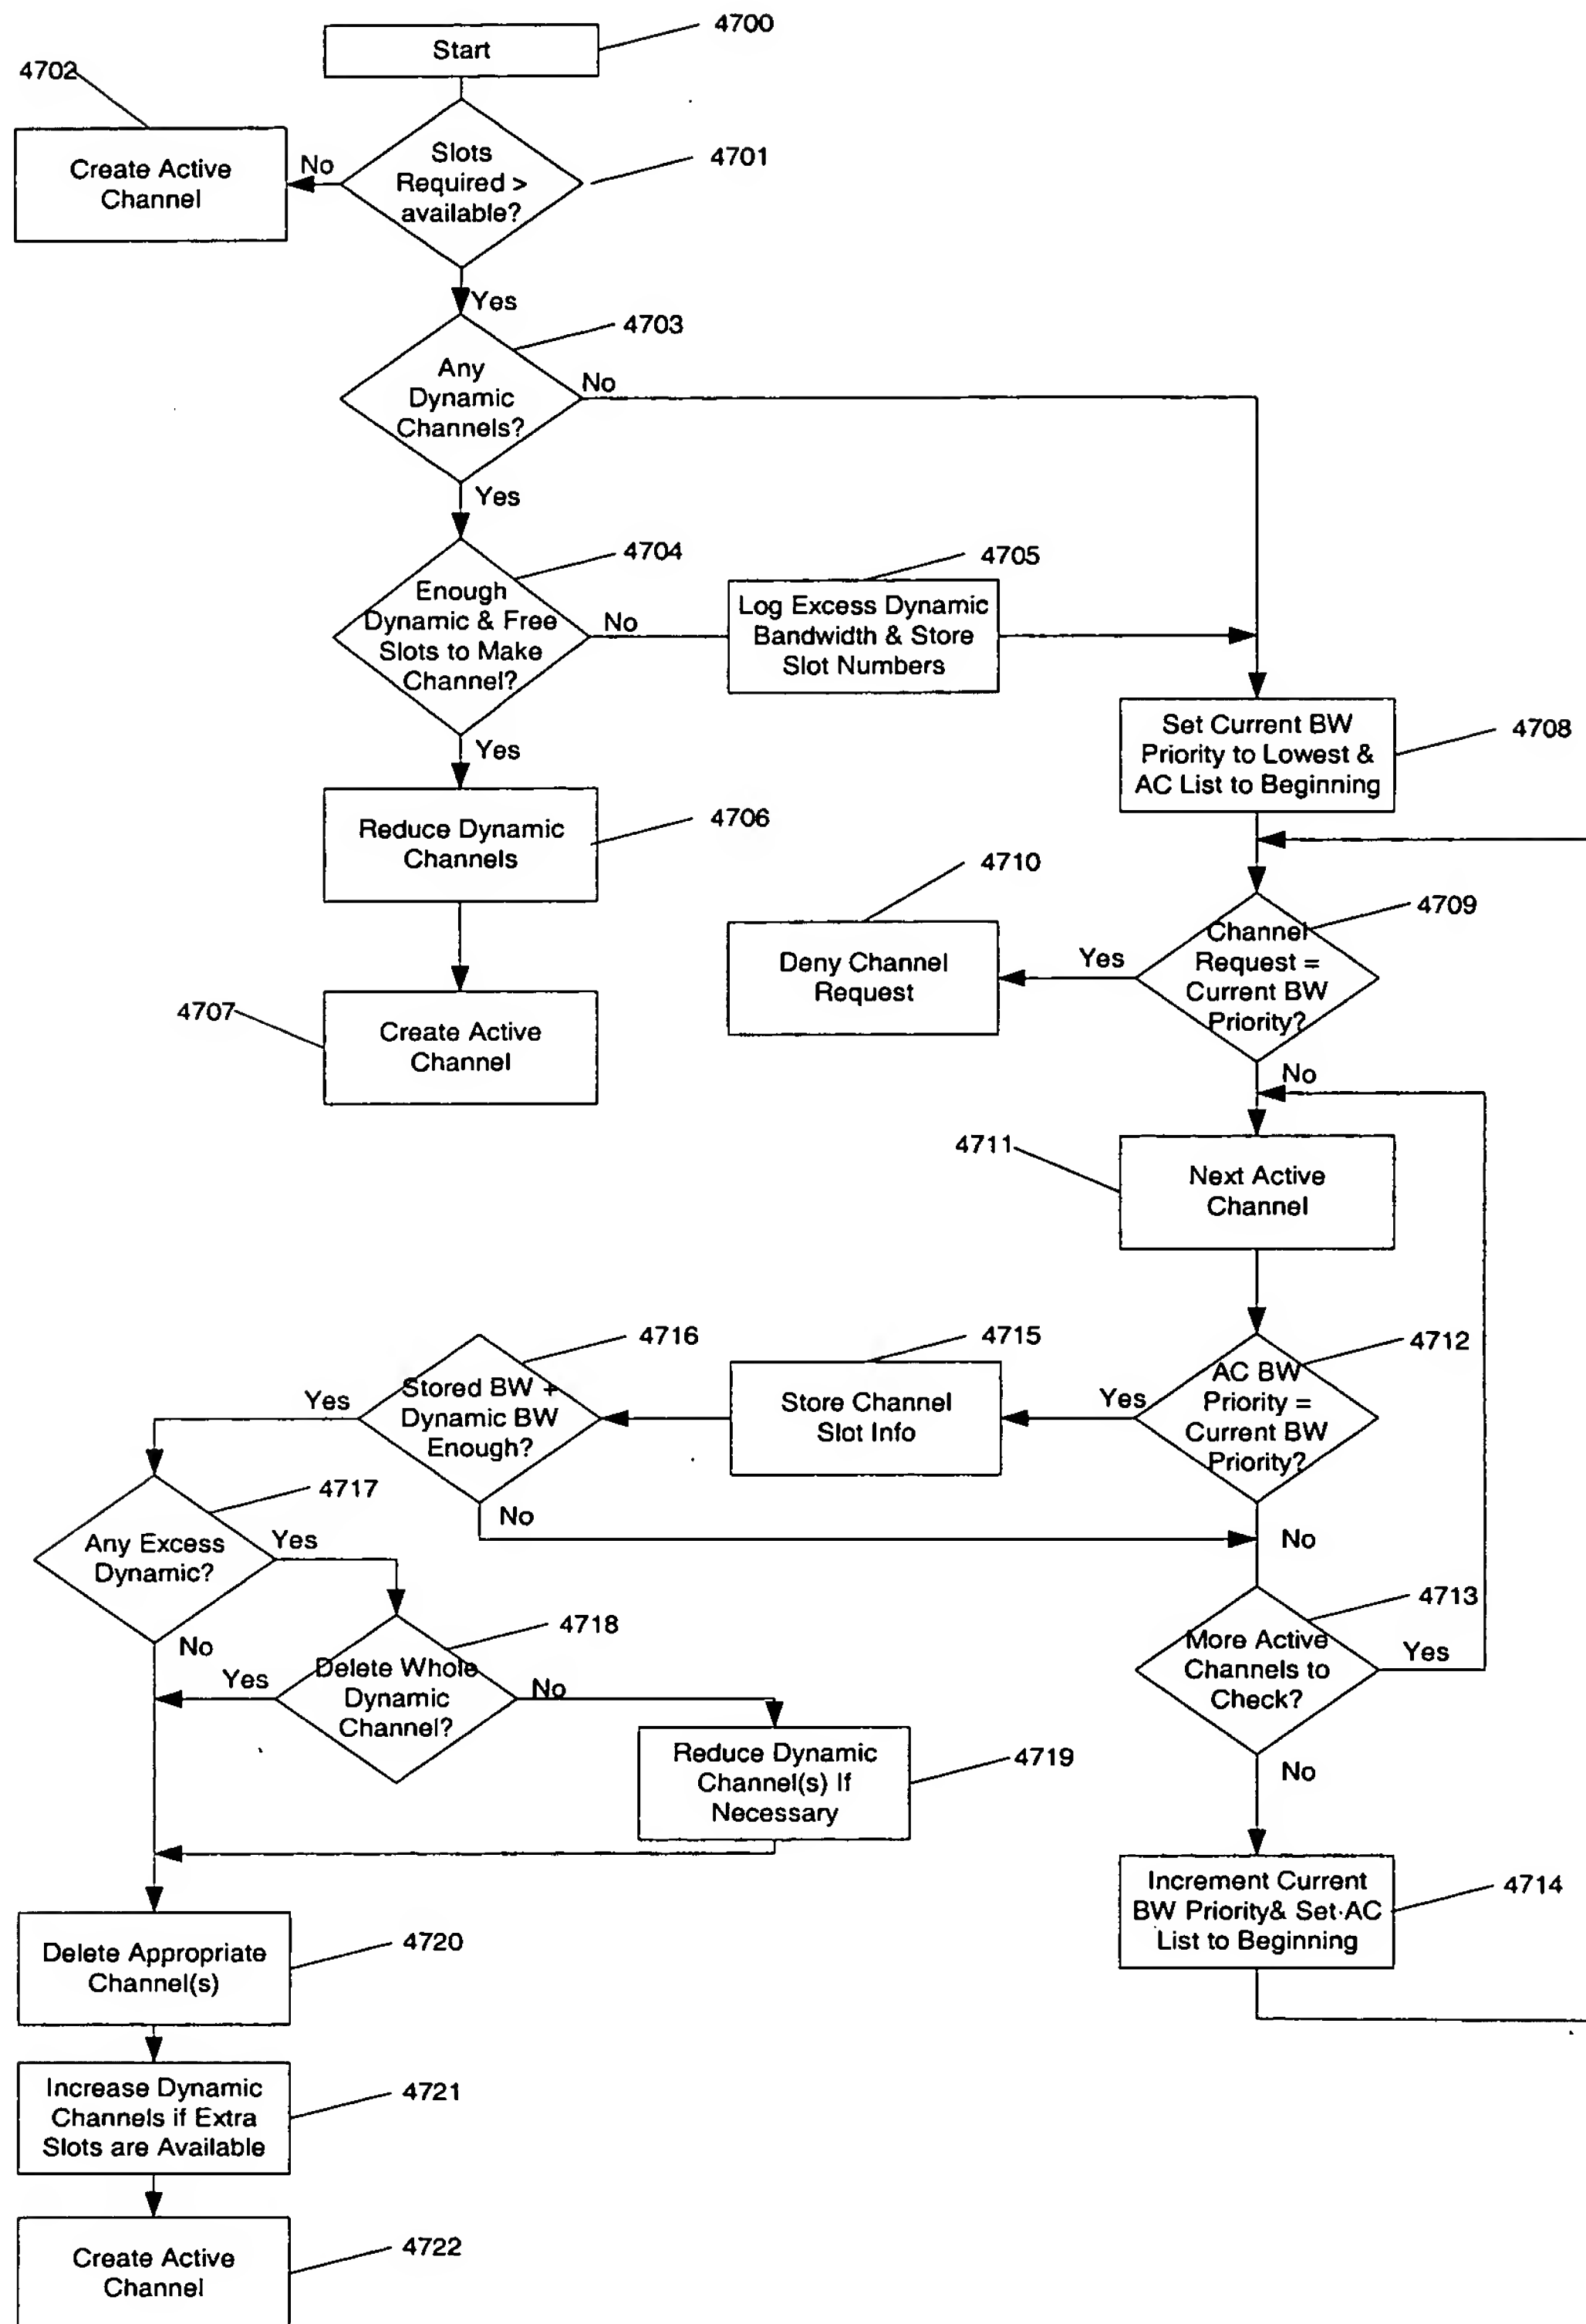 4700
Start
4702
Create Active
Channel
No
Slots
Required >
available?
4701
Yes
4703
Any
Dynamic
Channels?
No
Yes
4704
Enough
Dynamic & Free
Slots to Make
Channel?
No
4705
Log Excess Dynamic
Bandwidth & Store
Slot Numbers
Yes
Set Current BW
Priority to Lowest &
AC List to Beginning
4708
Reduce Dynamic
Channels
4706
4710
4709
Deny Channel
Request
Yes
Channel
Request =
Current BW
Priority?
4707
Create Active
Channel
No
4711
Next Active
Channel
4716
4715
4712
Yes
Stored BW +
Dynamic BW
Enough?
Store Channel
Slot Info
Yes
AC BW
Priority =
Current BW
Priority?
4717
No
No
Any Excess
Dynamic?
Yes
4718
4713
No
Yes
Delete Whole
Dynamic
Channel?
No
More Active
Channels to
Check?
Yes
Reduce Dynamic
Channel(s) If
Necessary
4719
No
Increment Current
BW Priority& Set AC
List to Beginning
4714
Delete Appropriate
Channel(s)
4720
Increase Dynamic
Channels if Extra
Slots are Available
4721
Create Active
Channel
4722